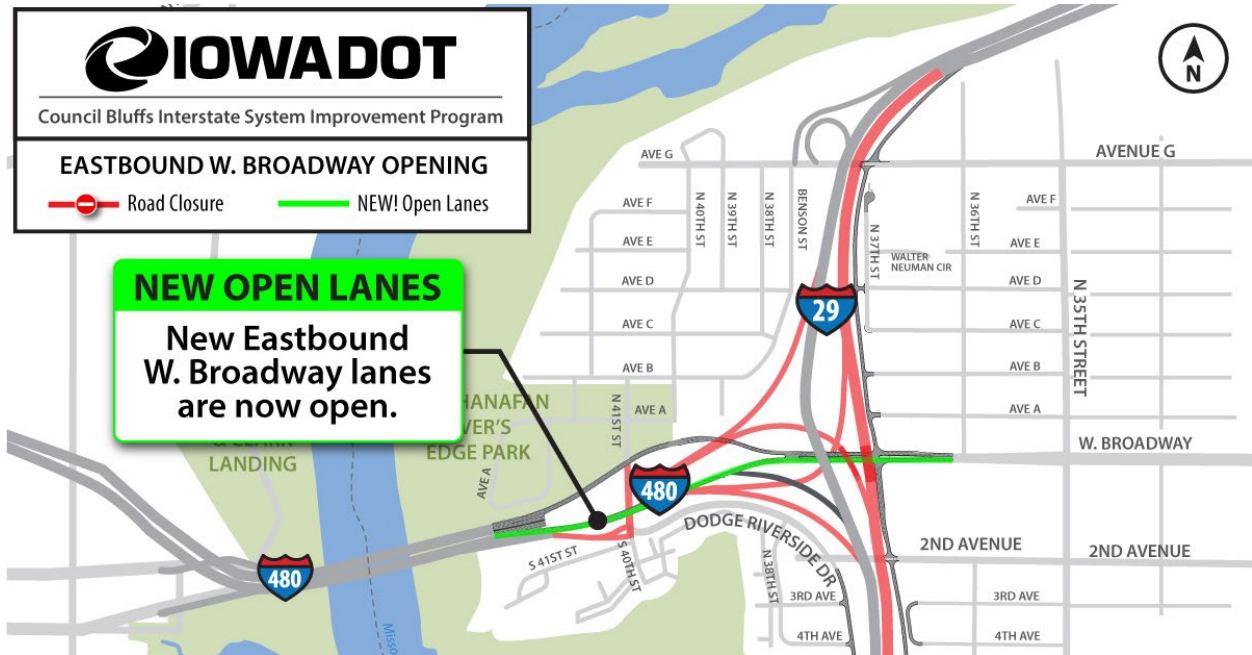 IOWADOT
Council Bluffs Interstate System Improvement Program
EASTBOUND W. BROADWAY OPENING
Road Closure
NEW! Open Lanes
NEW OPEN LANES
New Eastbound
W. Broadway lanes
are now open.
N
AVE G
AVENUE G
N 40TH ST
N 39TH ST
N 38TH ST
BENSON ST
N 37TH ST
N 36TH ST
AVE F
AVE F
AVE E
WALTER
NEUMAN CIR
AVE E
AVE D
AVE D
29
N 35TH STREET
AVE C
AVE C
AVE B
AVE B
HANAFAN
VER'S
EDGE PARK
N 41ST ST
AVE A
AVE A
& CLARK
LANDING
AVE A
W. BROADWAY
480
DODGE RIVERSIDE DR
S 41ST ST
S 40TH ST
N 38TH ST
2ND AVENUE
2ND AVENUE
480
3RD AVE
3RD AVE
4TH AVE
4TH AVE
Misso